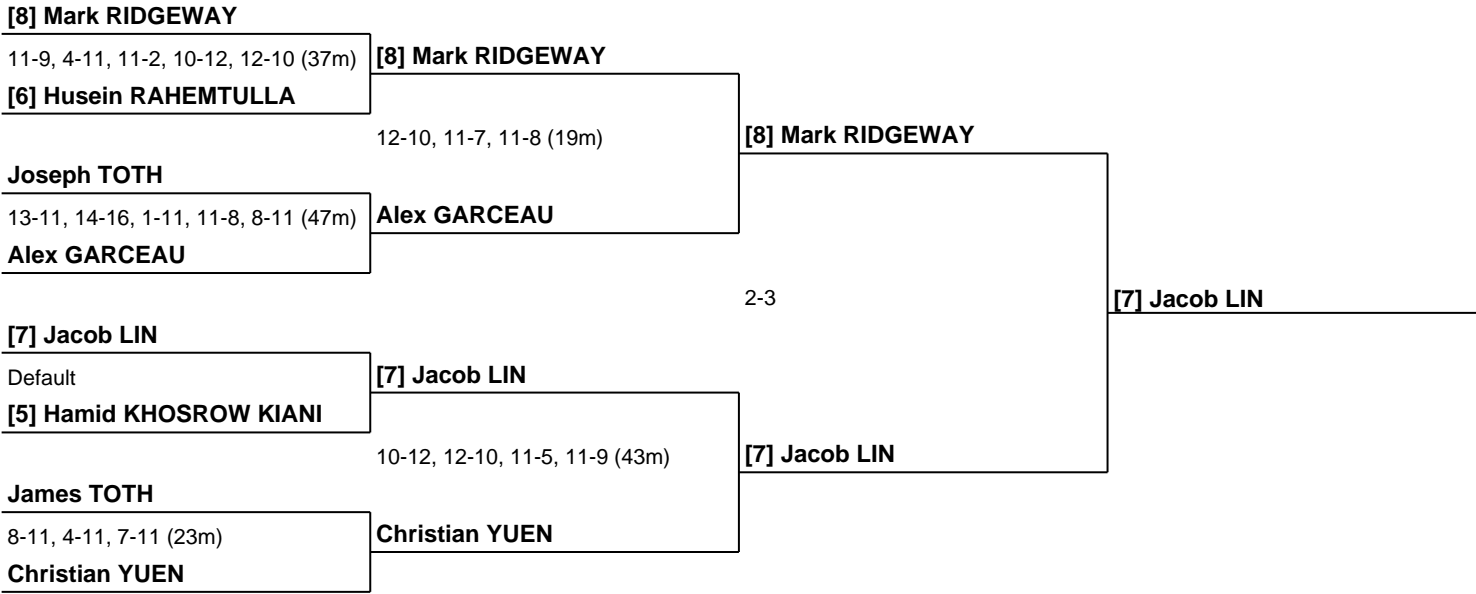 [8] Mark RIDGEWAY
11-9, 4-11, 11-2, 10-12, 12-10 (37m)
[8] Mark RIDGEWAY
[6] Husein RAHEMTULLA
12-10, 11-7, 11-8 (19m)
[8] Mark RIDGEWAY
Joseph TOTH
13-11, 14-16, 1-11, 11-8, 8-11 (47m)
Alex GARCEAU
Alex GARCEAU
2-3
[7] Jacob LIN
[7] Jacob LIN
Default
[7] Jacob LIN
[5] Hamid KHOSROW KIANI
10-12, 12-10, 11-5, 11-9 (43m)
[7] Jacob LIN
James TOTH
8-11, 4-11, 7-11 (23m)
Christian YUEN
Christian YUEN